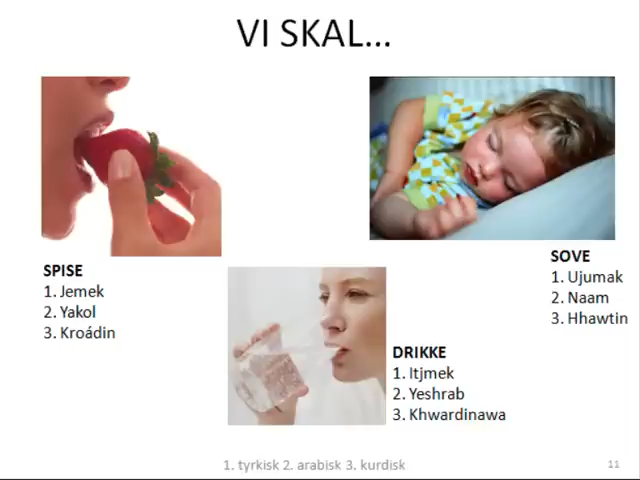 VI SKAL...
SPISE
1. Jemek
2. Yakol
3. Kroádin
SOVE
1. Ujumak
2. Naam
3. Hhawtin
DRIKKE
1. Itjmek
2. Yeshrab
3. Khwardinawa
1. tyrkisk 2. arabisk 3. kurdisk
11